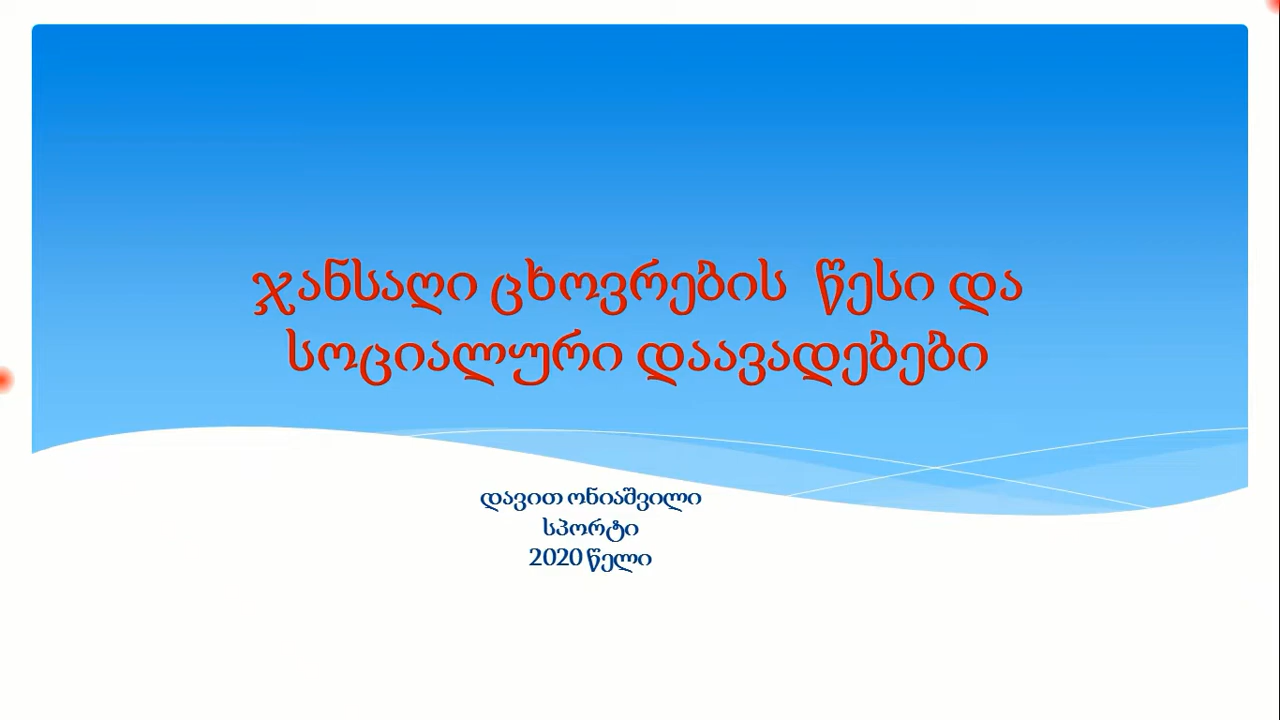 ჯანსაღი ცხოვრების წესი და
სოციალური დაავადებები
დავით ონიაშვილი
სპორტი
2020 წელი